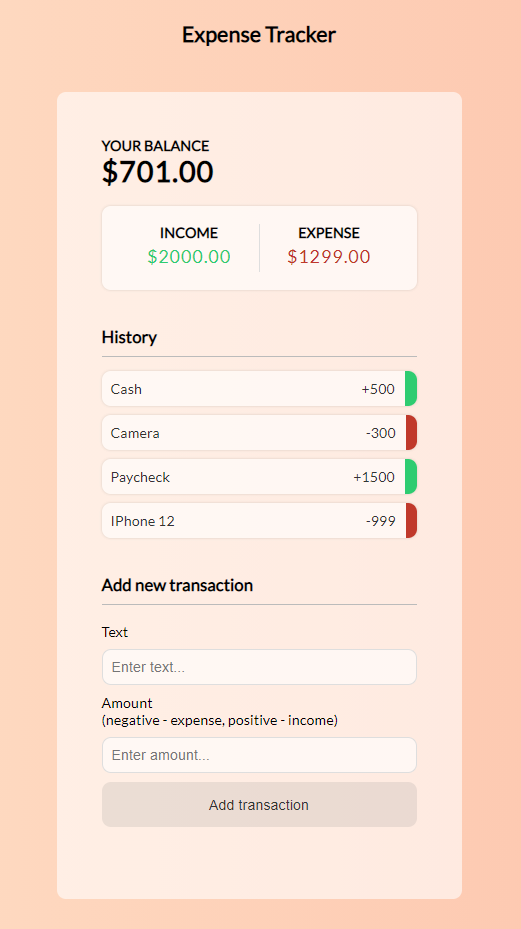 Expense Tracker
YOUR BALANCE
$701.00
INCOME EXPENSE
$2000.00 $1299.00
History
Cash +500
Camera -300
Paycheck +1500
IPhone 12 -999
Add new transaction
Text
Enter text...
Amount
(negative - expense, positive - income)
Enter amount...
Add transaction